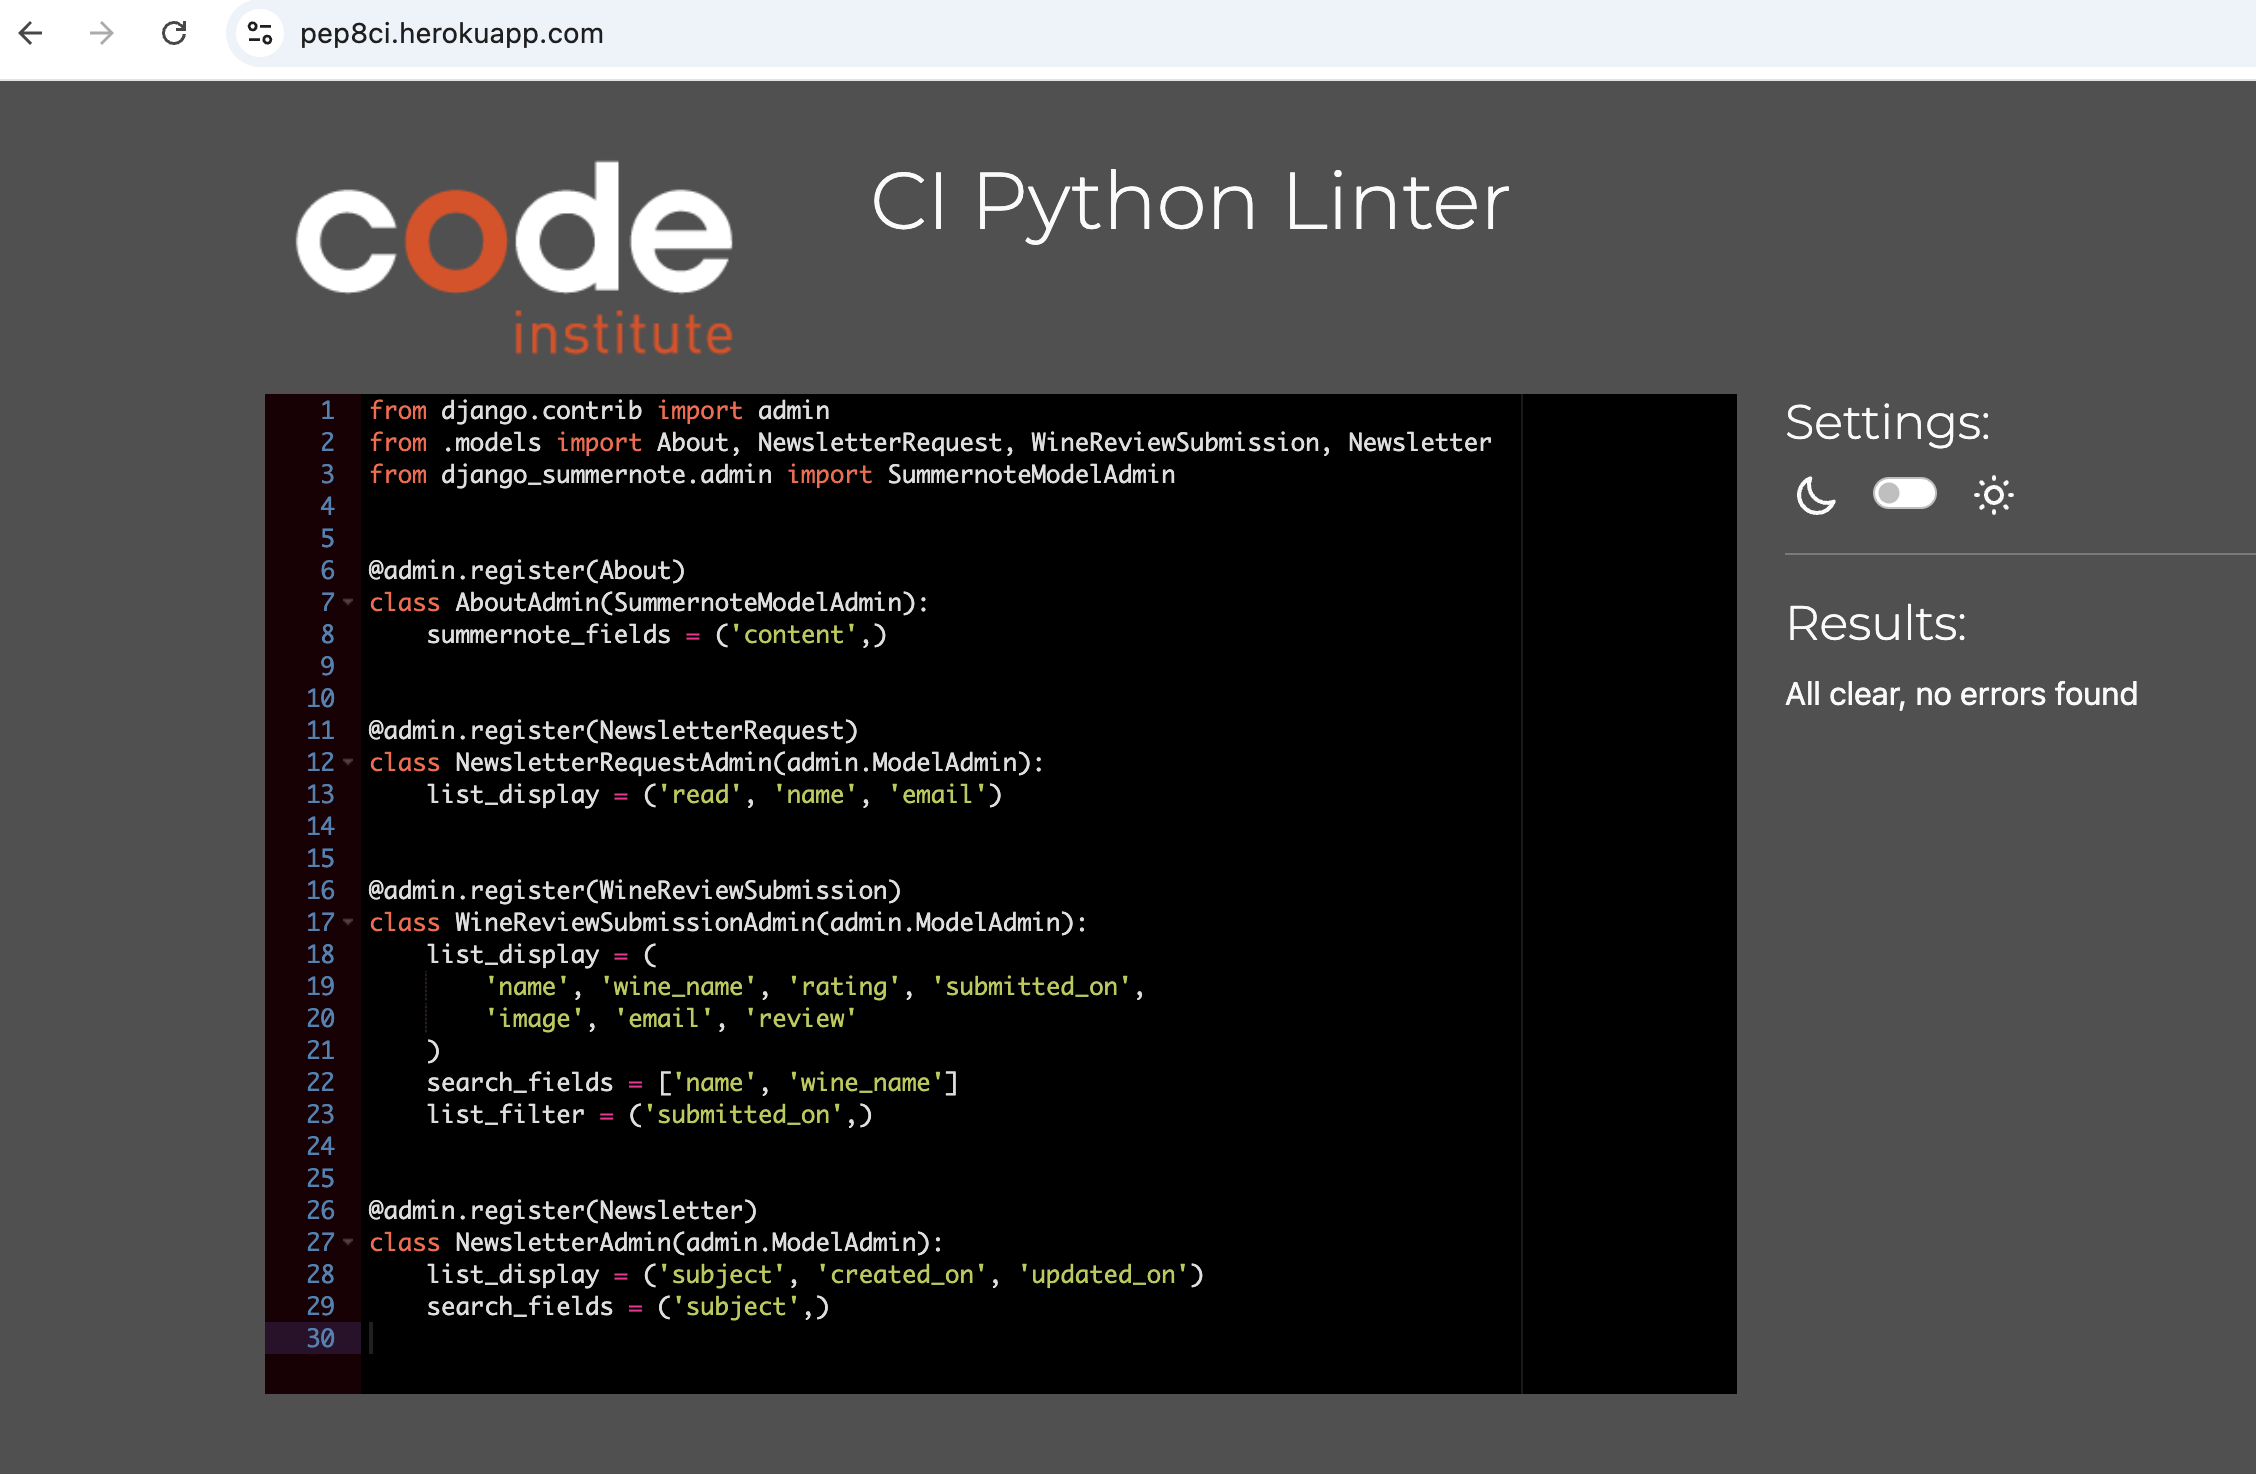 pep8ci.herokuapp.com
code
institute
CI Python Linter
1 from django.contrib import admin
2 from .models import About, NewsletterRequest, WineReviewSubmission, Newsletter
3 from django_summernote.admin import SummernoteModelAdmin
4
5
6 @admin.register(About)
7 class AboutAdmin(SummernoteModelAdmin):
8     summernote_fields = ('content',)
9
10
11 @admin.register(NewsletterRequest)
12 class NewsletterRequestAdmin(admin.ModelAdmin):
13     list_display = ('read', 'name', 'email')
14
15
16 @admin.register(WineReviewSubmission)
17 class WineReviewSubmissionAdmin(admin.ModelAdmin):
18     list_display = (
19         'name', 'wine_name', 'rating', 'submitted_on',
20         'image', 'email', 'review'
21     )
22     search_fields = ['name', 'wine_name']
23     list_filter = ('submitted_on',)
24
25
26 @admin.register(Newsletter)
27 class NewsletterAdmin(admin.ModelAdmin):
28     list_display = ('subject', 'created_on', 'updated_on')
29     search_fields = ('subject',)
30
Settings:
Results:
All clear, no errors found